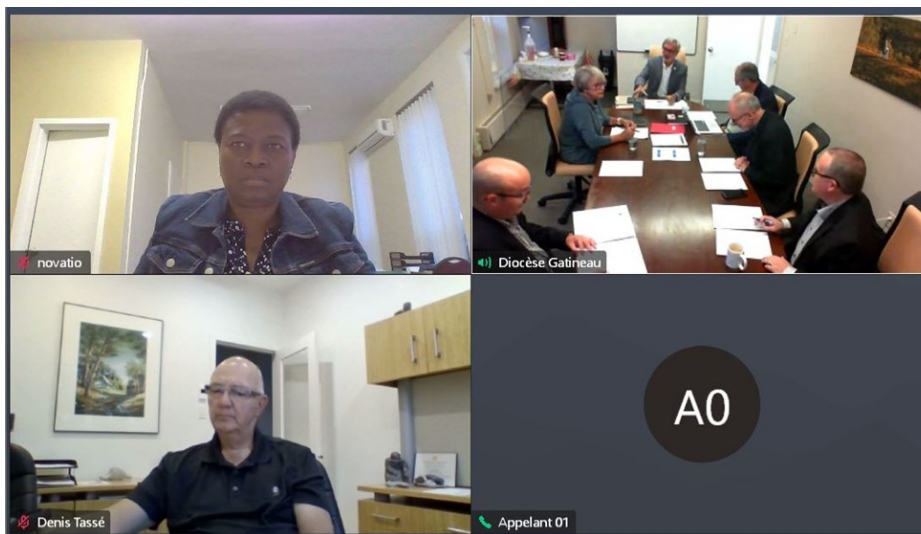 novatio
Diocèse Gatineau
Denis Tassé
A0
Appelant 01